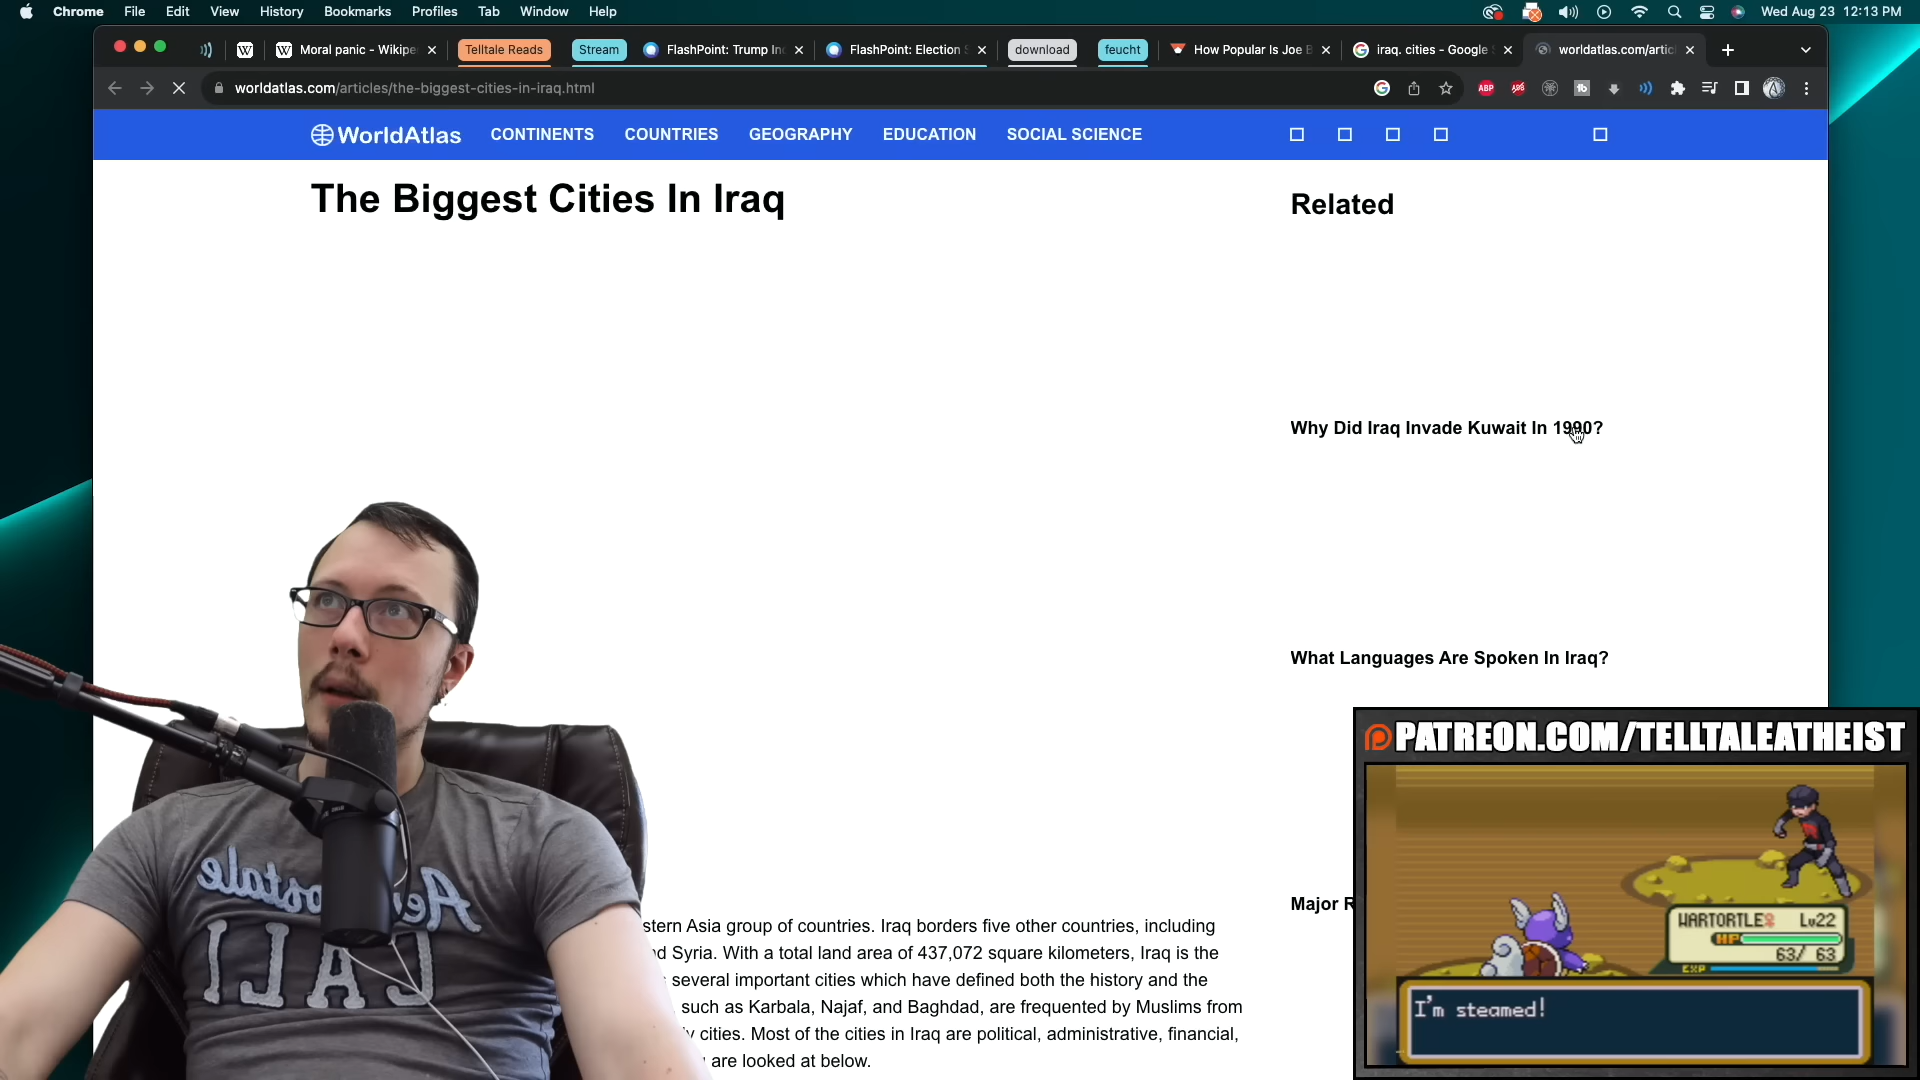 Chrome File Edit View History Bookmarks Profiles Tab Window Help Wed Aug 23 12:13 PM
W W Moral panic - Wikipe Telltale Reads Stream FlashPoint: Trump In FlashPoint: Election download feucht How Popular Is Joe B iraq. cities - Google worldatlas.com/artic
worldatlas.com/articles/the-biggest-cities-in-iraq.html ABP
WorldAtlas CONTINENTS COUNTRIES GEOGRAPHY EDUCATION SOCIAL SCIENCE
The Biggest Cities In Iraq
Related
Why Did Iraq Invade Kuwait In 1990?
What Languages Are Spoken In Iraq?
Major R
stern Asia group of countries. Iraq borders five other countries, including
d Syria. With a total land area of 437,072 square kilometers, Iraq is the
several important cities which have defined both the history and the
such as Karbala, Najaf, and Baghdad, are frequented by Muslims from
y cities. Most of the cities in Iraq are political, administrative, financial,
are looked at below.
Aeropostale
CALI
PATREON.COM/TELLTALEATHEIST
WARTORTLE♀ Lv22
HP
63/ 63
EXP
I'm steamed!